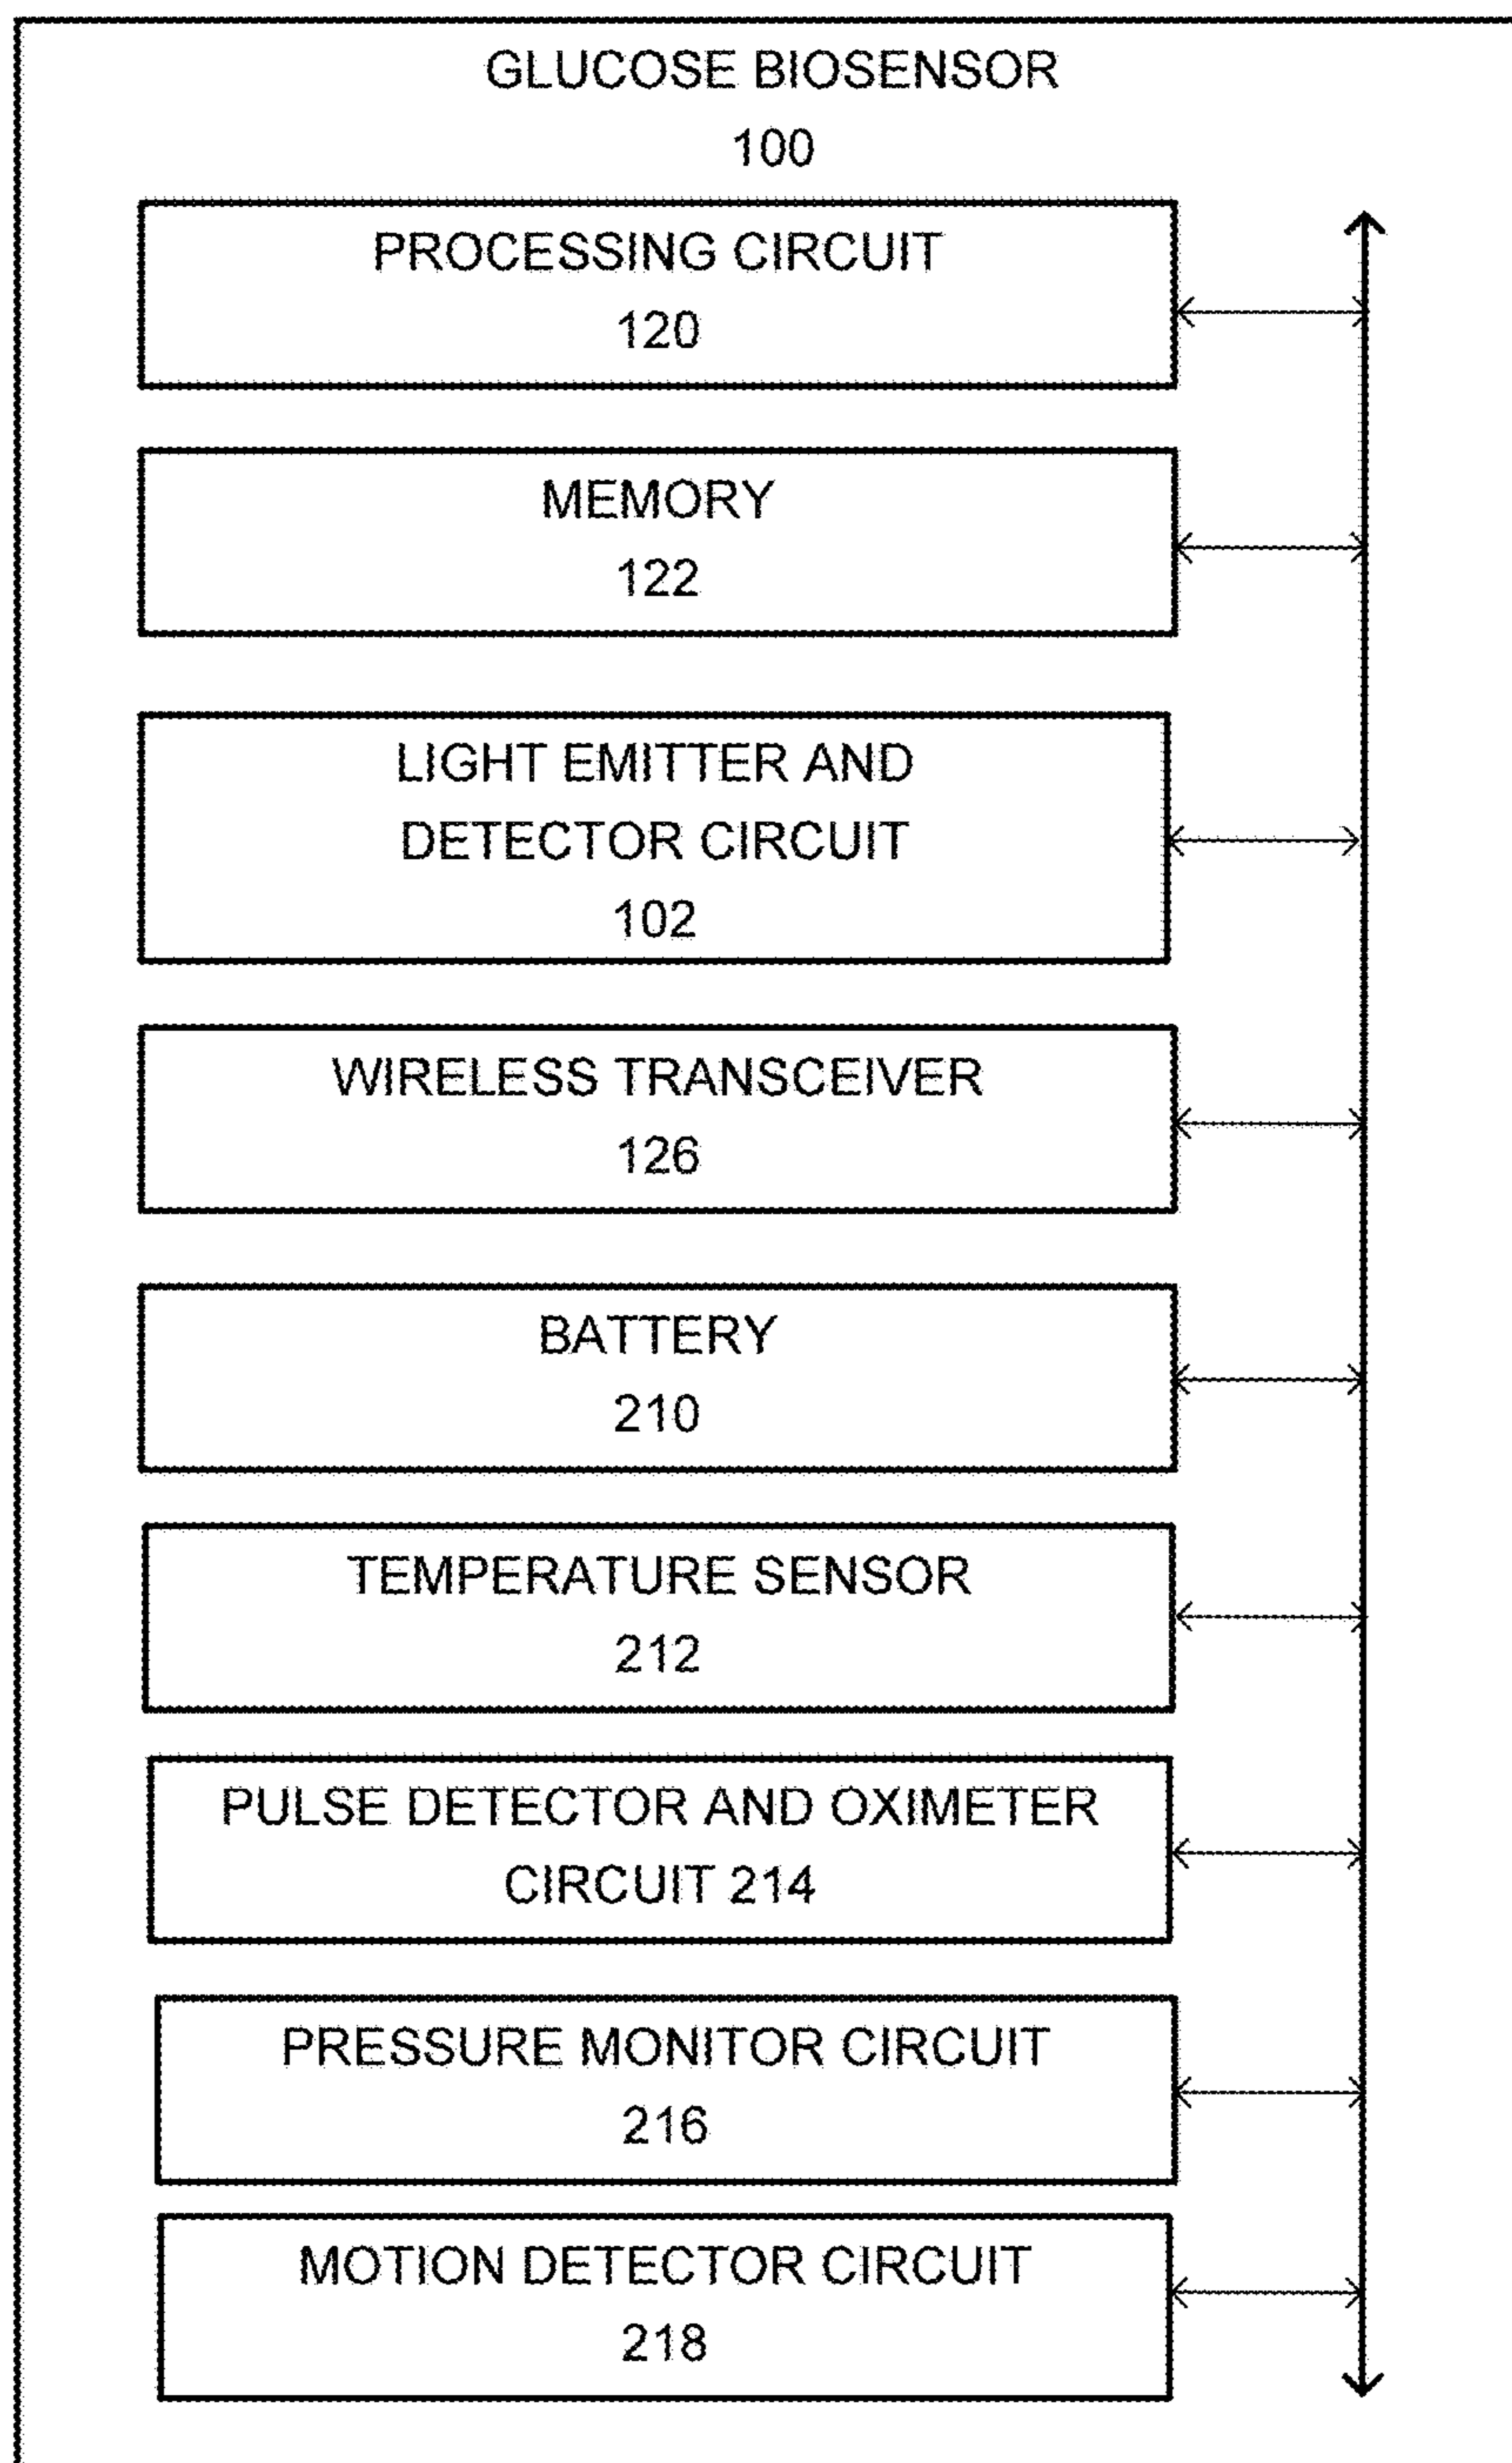 GLUCOSE BIOSENSOR
100
PROCESSING CIRCUIT
120
MEMORY
122
LIGHT EMITTER AND
DETECTOR CIRCUIT
102
WIRELESS TRANSCEIVER
126
BATTERY
210
TEMPERATURE SENSOR
212
PULSE DETECTOR AND OXIMETER
CIRCUIT 214
PRESSURE MONITOR CIRCUIT
216
MOTION DETECTOR CIRCUIT
218